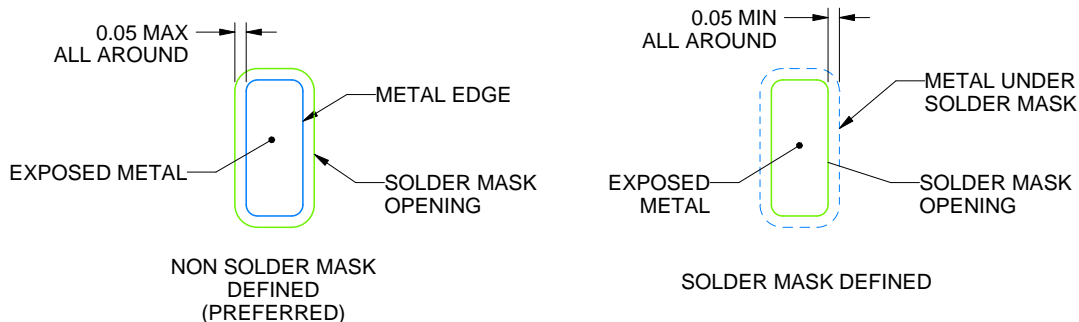 0.05 MAX
ALL AROUND
METAL EDGE
EXPOSED METAL
SOLDER MASK
OPENING
NON SOLDER MASK
DEFINED
(PREFERRED)
0.05 MIN
ALL AROUND
METAL UNDER
SOLDER MASK
EXPOSED
METAL
SOLDER MASK
OPENING
SOLDER MASK DEFINED